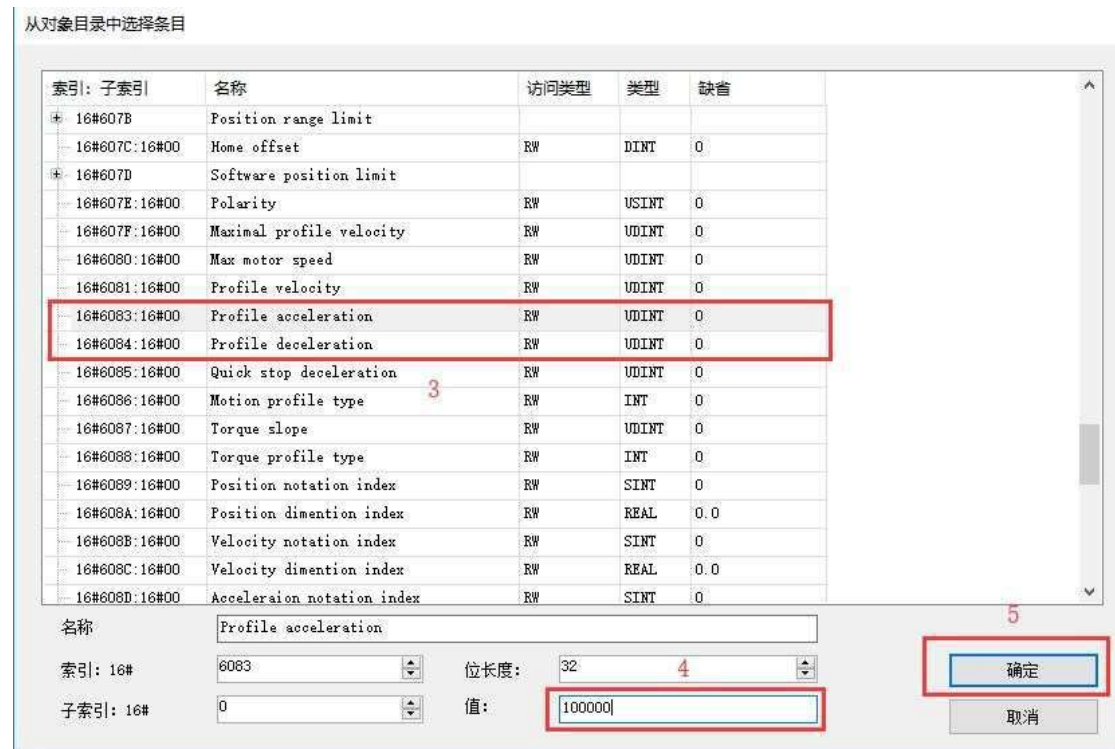 从对象目录中选择条目
索引: 子索引 名称 访问类型 类型 缺省
16#607B Position range limit
16#607C:16#00 Home offset RW DINT 0
16#607D Software position limit
16#607E:16#00 Polarity RW USINT 0
16#607F:16#00 Maximal profile velocity RW UDINT 0
16#6080:16#00 Max motor speed RW UDINT 0
16#6081:16#00 Profile velocity RW UDINT 0
16#6083:16#00 Profile acceleration RW UDINT 0
16#6084:16#00 Profile deceleration RW UDINT 0
16#6085:16#00 Quick stop deceleration RW UDINT 0
3
16#6086:16#00 Motion profile type RW INT 0
16#6087:16#00 Torque slope RW UDINT 0
16#6088:16#00 Torque profile type RW INT 0
16#6089:16#00 Position notation index RW SINT 0
16#608A:16#00 Position dimention index RW REAL 0.0
16#608B:16#00 Velocity notation index RW SINT 0
16#608C:16#00 Velocity dimention index RW REAL 0.0
16#608D:16#00 Acceleraion notation index RW SINT 0
5
名称 Profile acceleration
索引: 16# 6083 位长度: 32 4 确定
子索引: 16# 0 值: 100000 取消